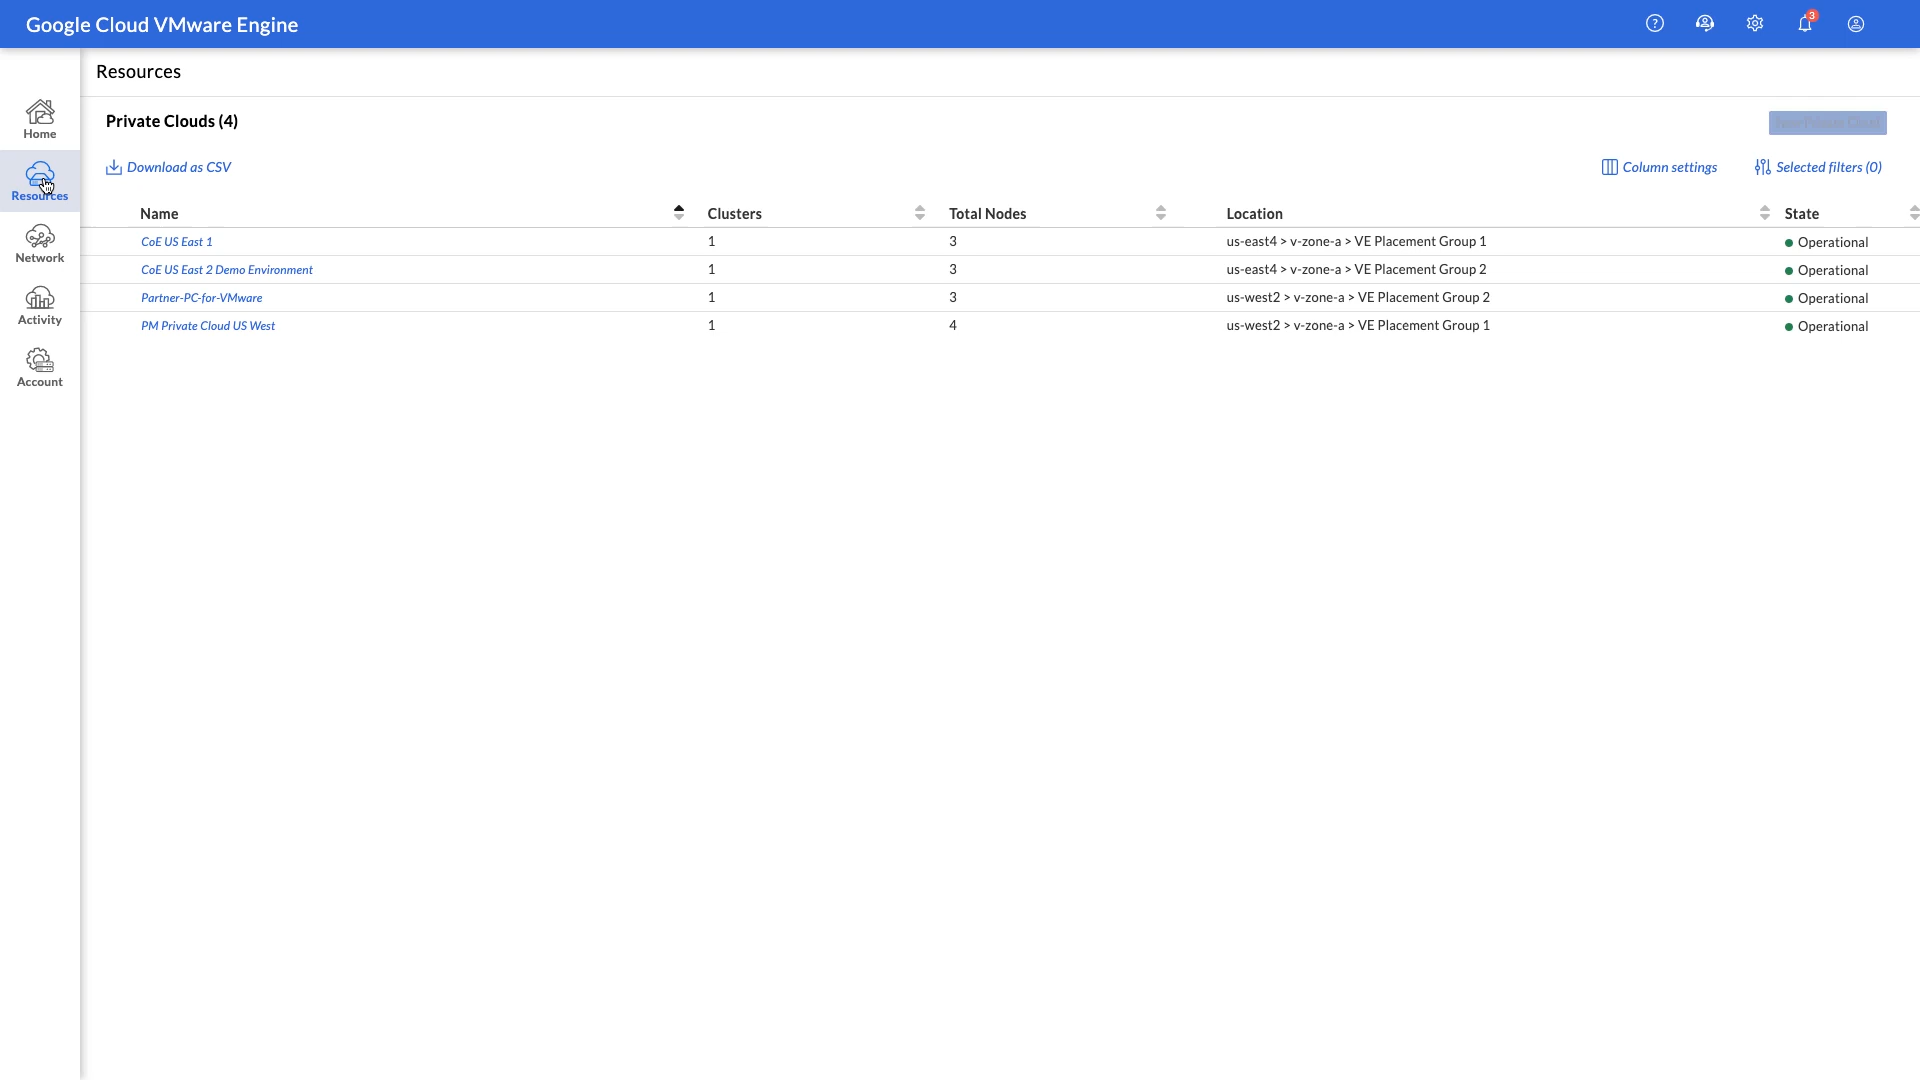 Google Cloud VMware Engine
3
Resources
Home
Private Clouds (4)
Download as CSV
Column settings
Selected filters (0)
Resources
Name
Clusters
Total Nodes
Location
State
CoE US East 1
1
3
us-east4 > v-zone-a > VE Placement Group 1
Operational
Network
CoE US East 2 Demo Environment
1
3
us-east4 > v-zone-a > VE Placement Group 2
Operational
Partner-PC-for-VMware
1
3
us-west2 > v-zone-a > VE Placement Group 2
Operational
Activity
PM Private Cloud US West
1
4
us-west2 > v-zone-a > VE Placement Group 1
Operational
Account